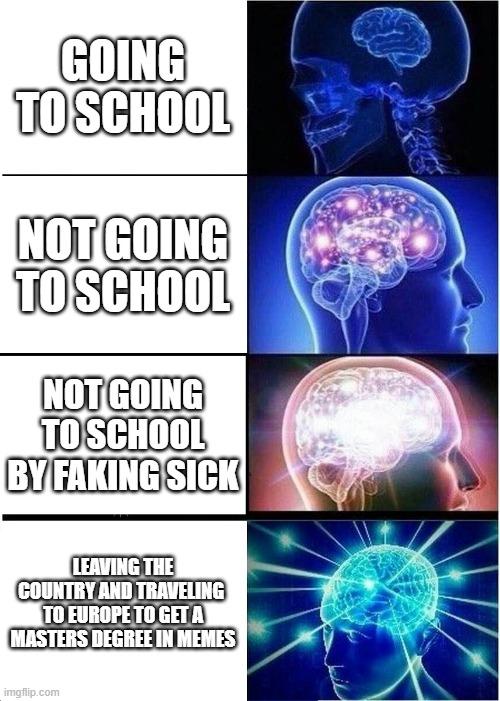 GOING
TO SCHOOL
NOT GOING
TO SCHOOL
NOT GOING
TO SCHOOL
BY FAKING SICK
LEAVING THE
COUNTRY AND TRAVELING
TO EUROPE TO GET A
MASTERS DEGREE IN MEMES
imgflip.com